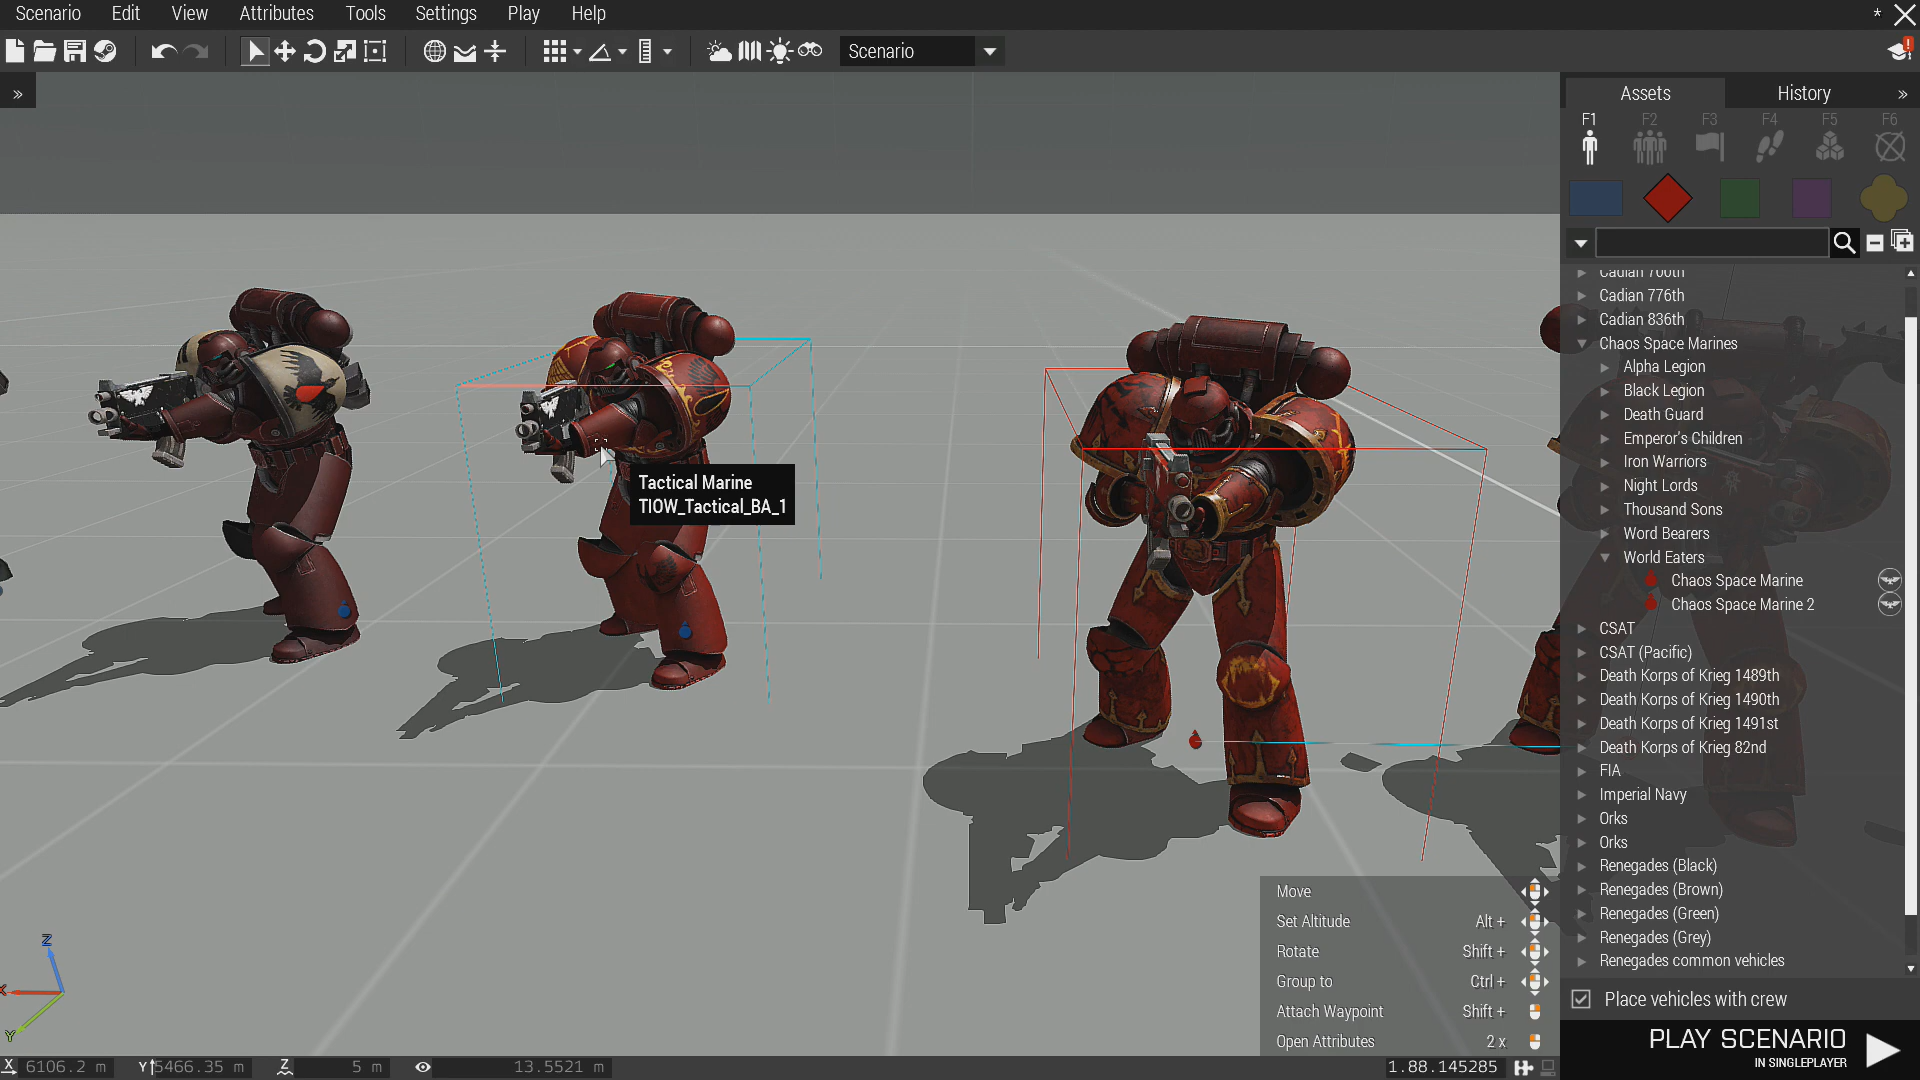 Scenario Edit View Attributes Tools Settings Play Help *
Scenario
Assets History
F1 F2 F3 F4 F5 F6
Cadian 700th
Cadian 776th
Cadian 836th
Chaos Space Marines
Alpha Legion
Black Legion
Death Guard
Emperor's Children
Iron Warriors
Night Lords
Thousand Sons
Word Bearers
World Eaters
Chaos Space Marine
Chaos Space Marine 2
CSAT
CSAT (Pacific)
Death Korps of Krieg 1489th
Death Korps of Krieg 1490th
Death Korps of Krieg 1491st
Death Korps of Krieg 82nd
FIA
Imperial Navy
Orks
Orks
Renegades (Black)
Renegades (Brown)
Renegades (Green)
Renegades (Grey)
Renegades common vehicles
Place vehicles with crew
PLAY SCENARIO
IN SINGLEPLAYER
Tactical Marine
TIOW_Tactical_BA_1
Move
Set Altitude Alt +
Rotate Shift +
Group to Ctrl +
Attach Waypoint Shift +
Open Attributes 2 x
Z
X
Y
X 6106.2 m Y 5466.35 m Z 5 m 13.5521 m 1.88.145285